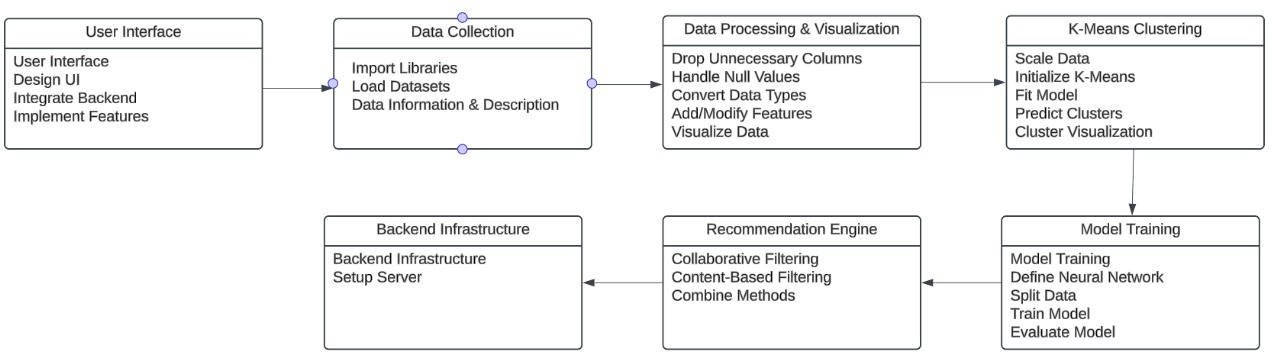 User Interface
User Interface
Design UI
Integrate Backend
Implement Features
Data Collection
Import Libraries
Load Datasets
Data Information & Description
Data Processing & Visualization
Drop Unnecessary Columns
Handle Null Values
Convert Data Types
Add/Modify Features
Visualize Data
K-Means Clustering
Scale Data
Initialize K-Means
Fit Model
Predict Clusters
Cluster Visualization
Model Training
Model Training
Define Neural Network
Split Data
Train Model
Evaluate Model
Recommendation Engine
Collaborative Filtering
Content-Based Filtering
Combine Methods
Backend Infrastructure
Backend Infrastructure
Setup Server